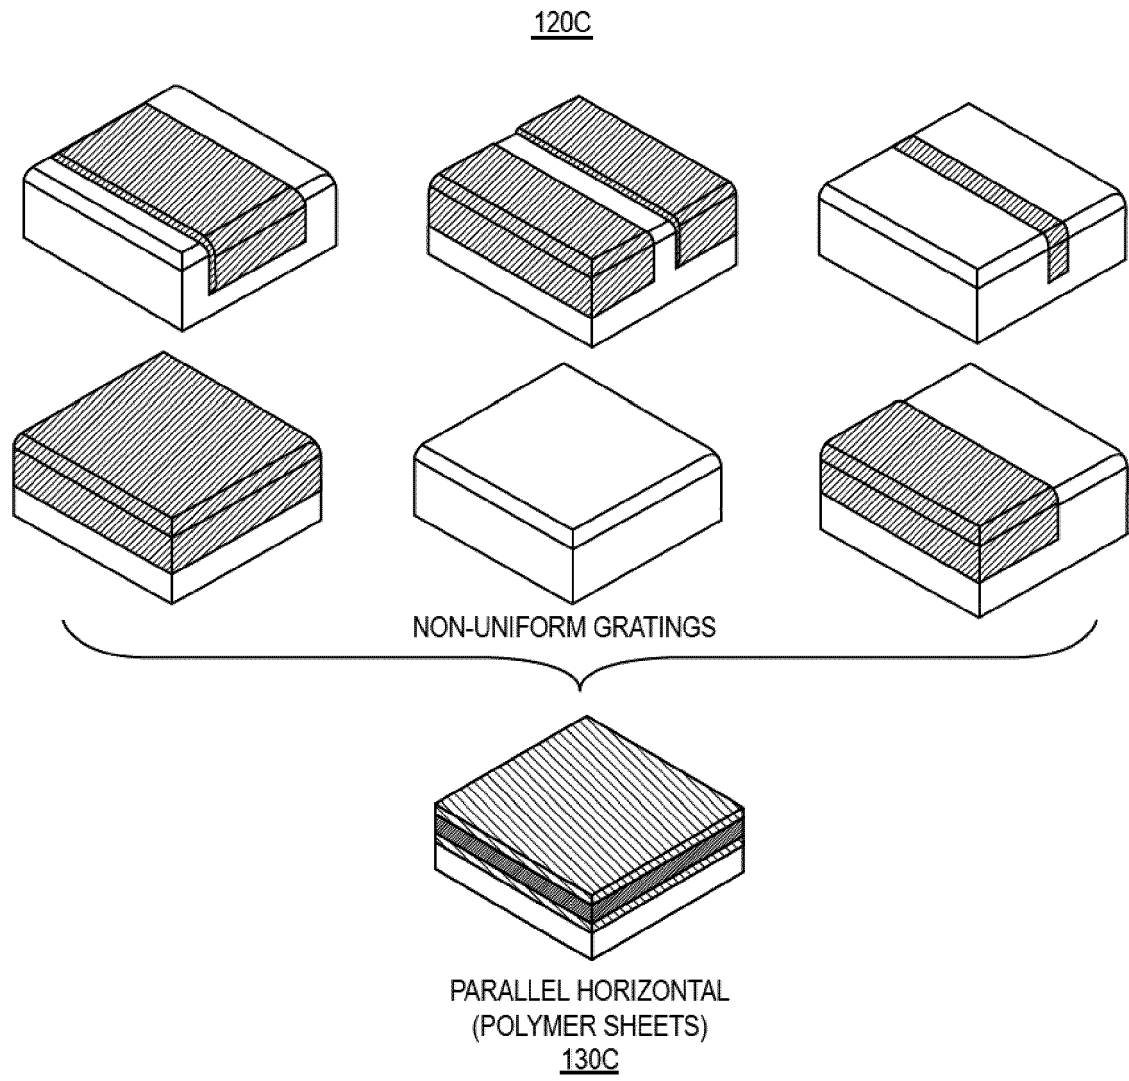 120C
NON-UNIFORM GRATINGS
PARALLEL HORIZONTAL
(POLYMER SHEETS)
130C